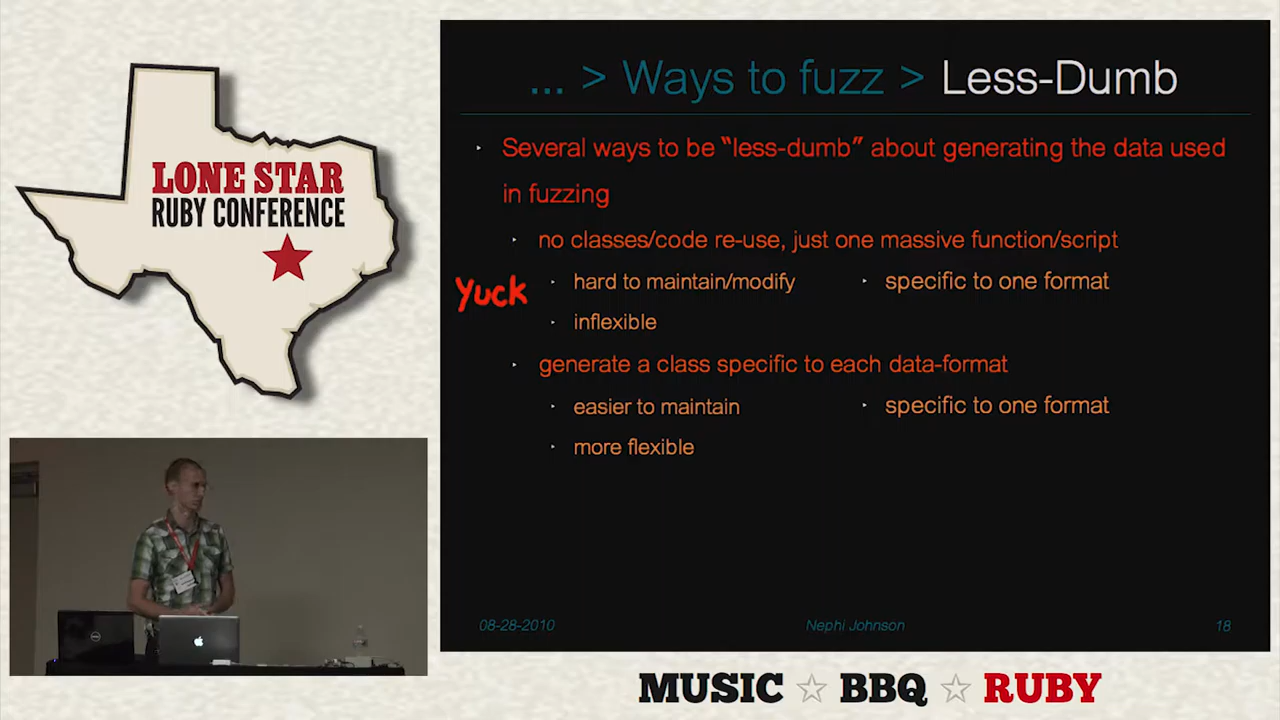 LONE STAR
RUBY CONFERENCE
... > Ways to fuzz > Less-Dumb
Several ways to be "less-dumb" about generating the data used
in fuzzing
no classes/code re-use, just one massive function/script
Yuck
hard to maintain/modify
specific to one format
inflexible
generate a class specific to each data-format
easier to maintain
specific to one format
more flexible
08-28-2010
Nephi Johnson
18
MUSIC ☆ BBQ ☆ RUBY